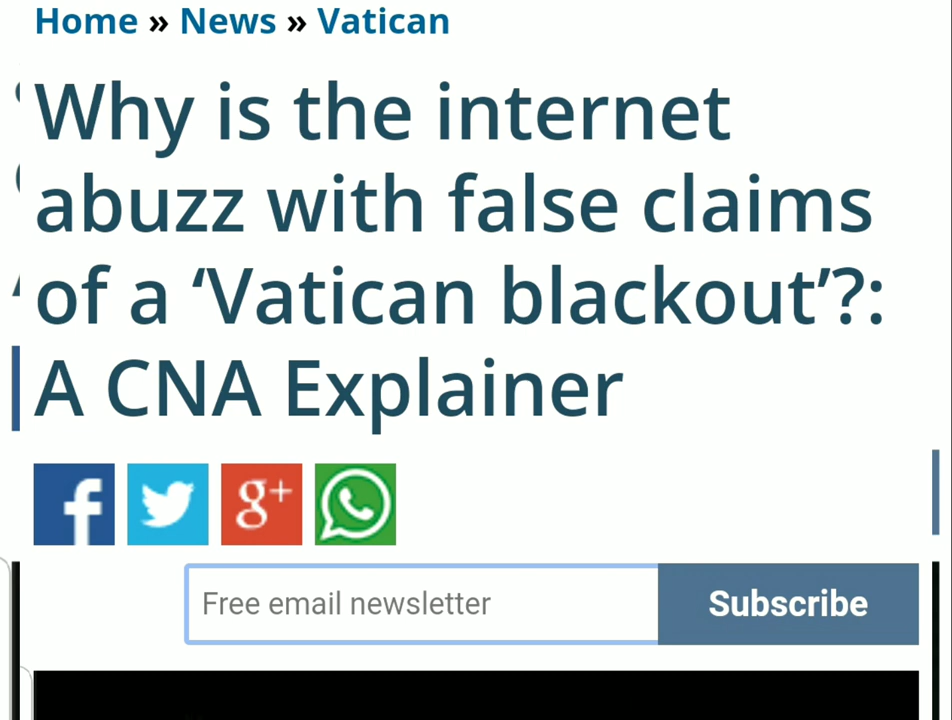 Home » News » Vatican
Why is the internet
abuzz with false claims
of a ‘Vatican blackout’?:
A CNA Explainer
f
g+
Free email newsletter
Subscribe